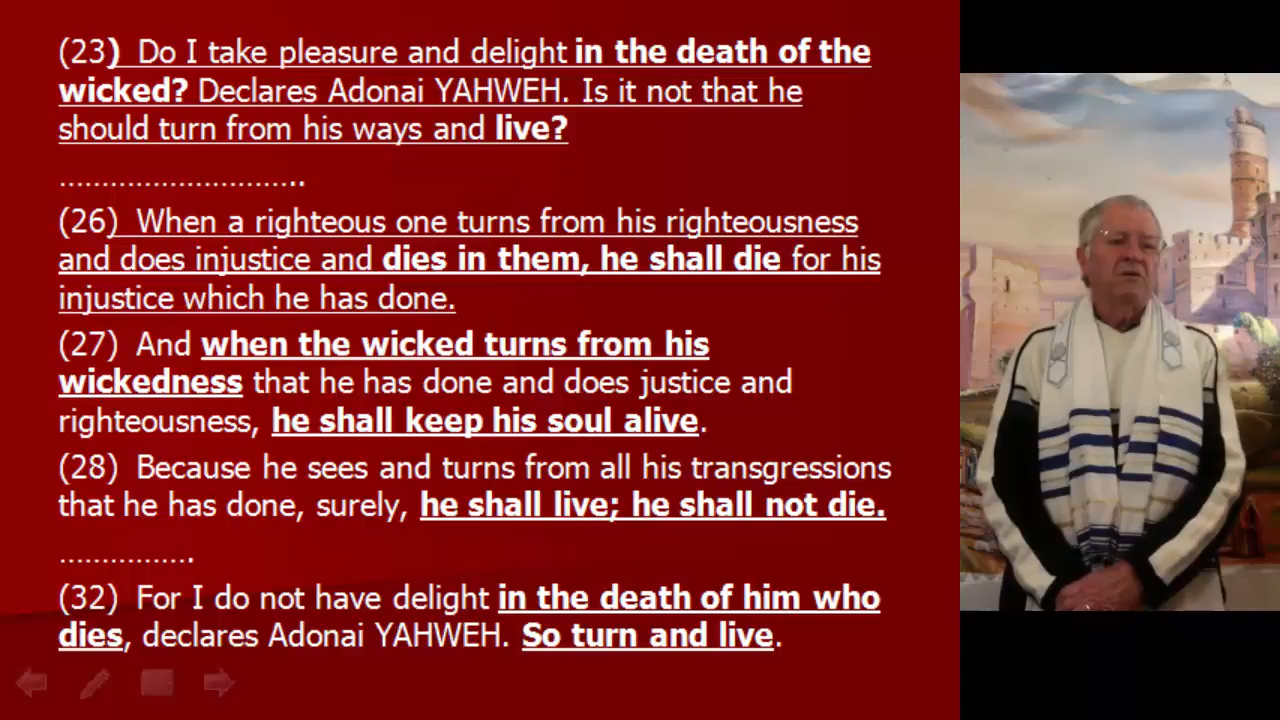 (23) Do I take pleasure and delight in the death of the
wicked? Declares Adonai YAHWEH. Is it not that he
should turn from his ways and live?
………………………..
(26) When a righteous one turns from his righteousness
and does injustice and dies in them, he shall die for his
injustice which he has done.
(27) And when the wicked turns from his
wickedness that he has done and does justice and
righteousness, he shall keep his soul alive.
(28) Because he sees and turns from all his transgressions
that he has done, surely, he shall live; he shall not die.
…………….
(32) For I do not have delight in the death of him who
dies, declares Adonai YAHWEH. So turn and live.